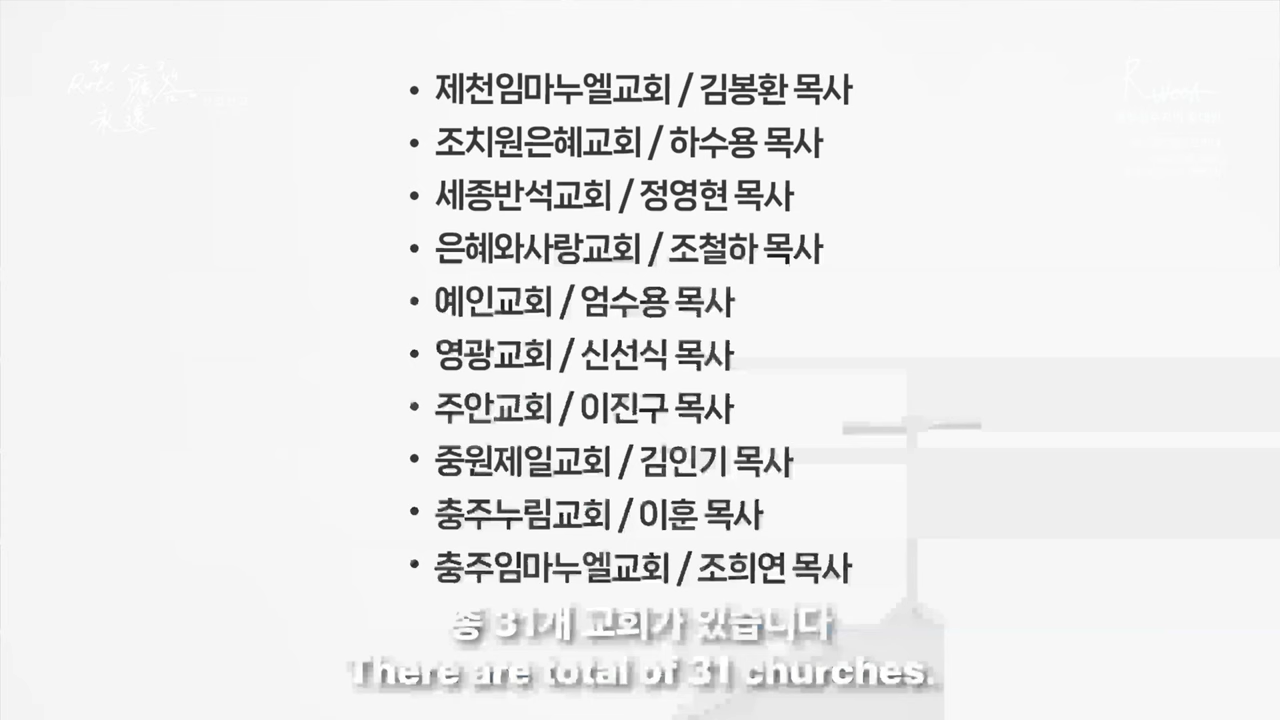 • 제천임마누엘교회 / 김봉환 목사
• 조치원은혜교회 / 하수용 목사
• 세종반석교회 / 정영현 목사
• 은혜와사랑교회 / 조철하 목사
• 예인교회 / 엄수용 목사
• 영광교회 / 신선식 목사
• 주안교회 / 이진구 목사
• 중원제일교회 / 김인기 목사
• 충주누림교회 / 이훈 목사
• 충주임마누엘교회 / 조희연 목사
총 31개 교회가 있습니다
There are total of 31 churches.